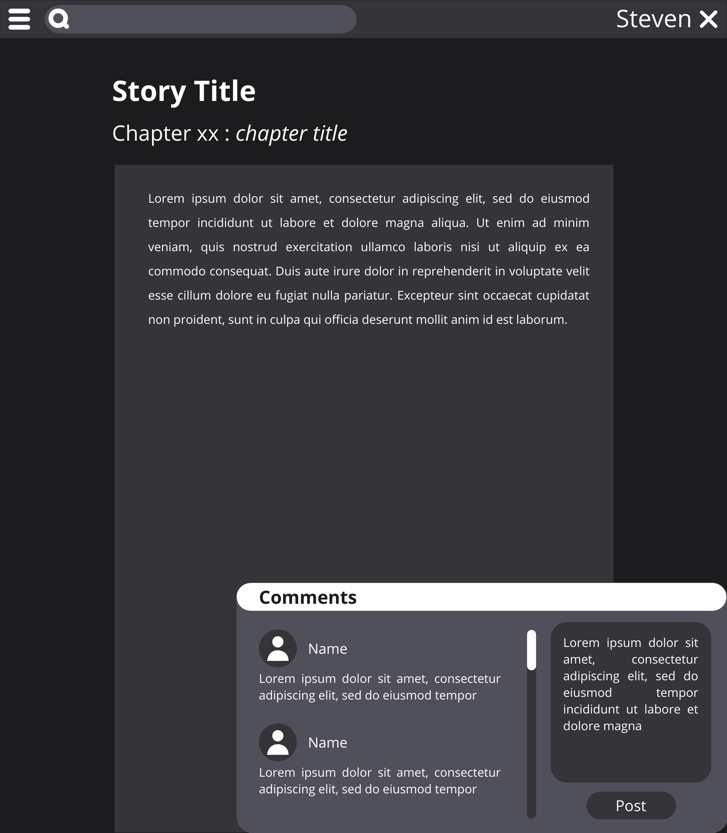 Steven
Story Title
Chapter xx : chapter title
Lorem ipsum dolor sit amet, consectetur adipiscing elit, sed do eiusmod
tempor incididunt ut labore et dolore magna aliqua. Ut enim ad minim
veniam, quis nostrud exercitation ullamco laboris nisi ut aliquip ex ea
commodo consequat. Duis aute irure dolor in reprehenderit in voluptate velit
esse cillum dolore eu fugiat nulla pariatur. Excepteur sint occaecat cupidatat
non proident, sunt in culpa qui officia deserunt mollit anim id est laborum.
Comments
Name
Lorem ipsum dolor sit amet, consectetur
adipiscing elit, sed do eiusmod tempor
Name
Lorem ipsum dolor sit amet, consectetur
adipiscing elit, sed do eiusmod tempor
Lorem ipsum dolor sit
amet, consectetur
adipiscing elit, sed do
eiusmod tempor
incididunt ut labore et
dolore magna
Post